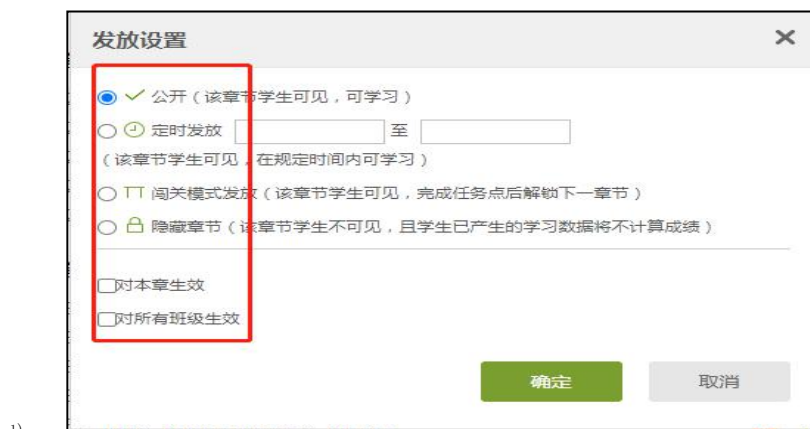 发放设置
公开（该章节学生可见，可学习）
定时发放 至
（该章节学生可见，在规定时间内可学习）
闯关模式发放（该章节学生可见，完成任务点后解锁下一章节）
隐藏章节（该章节学生不可见，且学生已产生的学习数据将不计算成绩）
对本章生效
对所有班级生效
确定 取消
1)